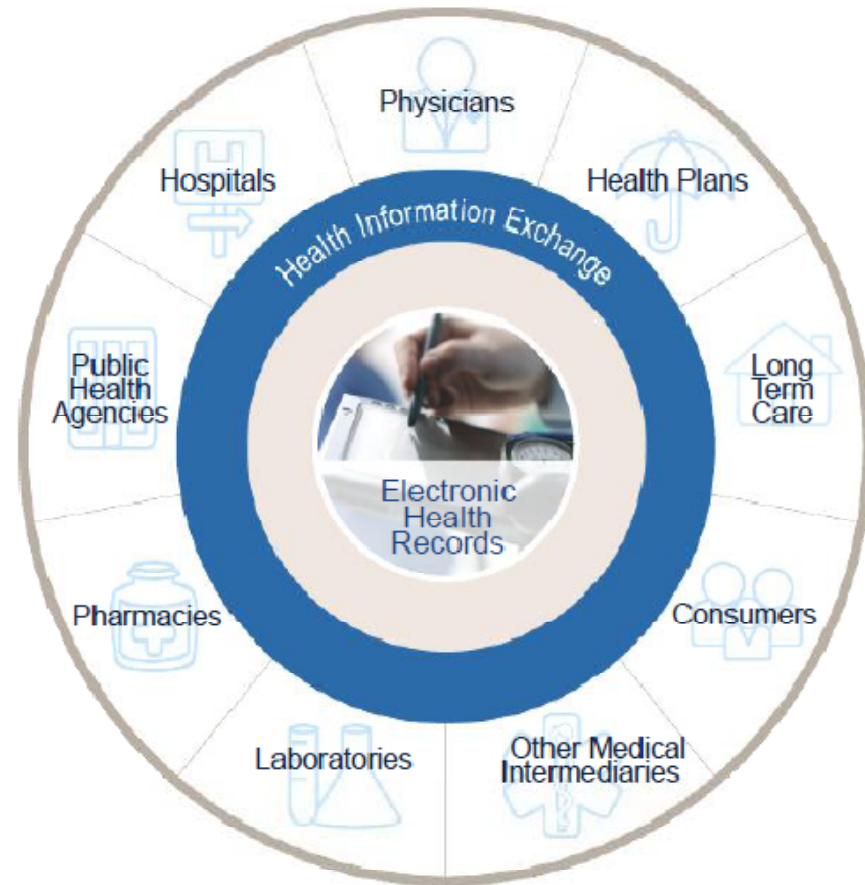 Physicians
Health Plans
Long
Term
Care
Consumers
Other Medical
Intermediaries
Laboratories
Pharmacies
Public
Health
Agencies
Hospitals
Health Information Exchange
Electronic
Health
Records
H